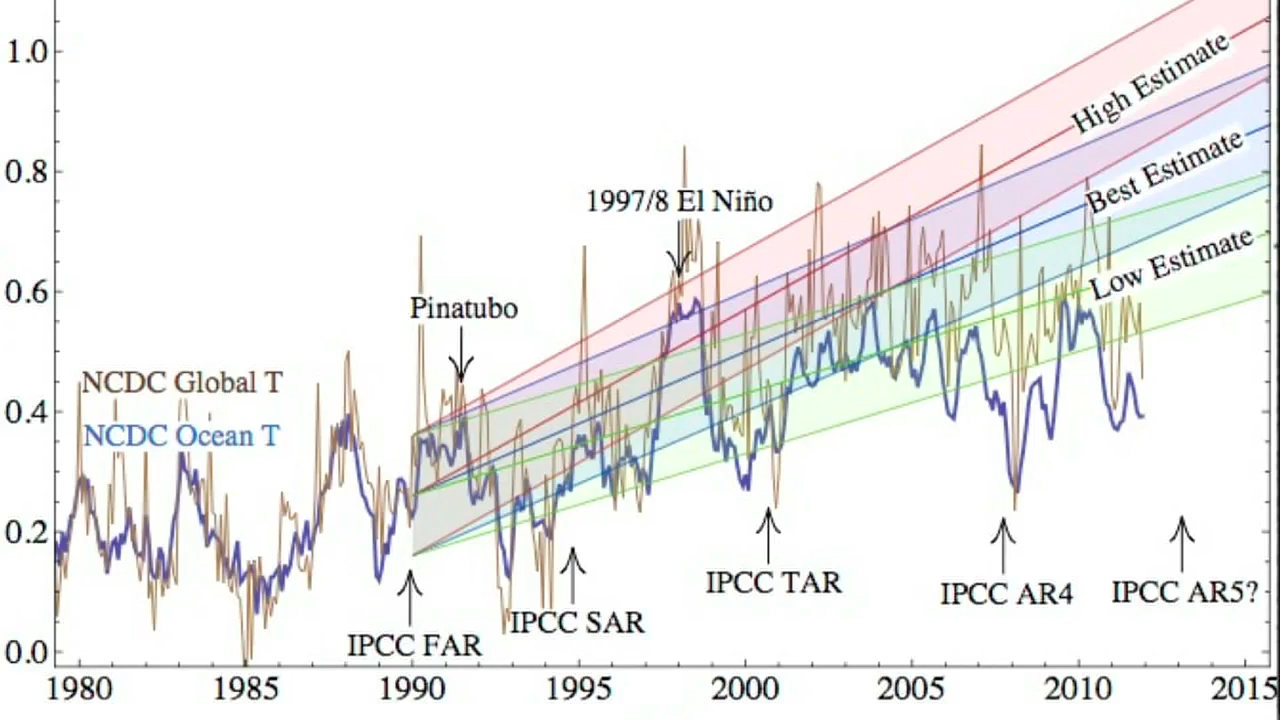 1.0
High Estimate
0.8
Best Estimate
1997/8 El Niño
Low Estimate
0.6
Pinatubo
NCDC Global T
0.4
NCDC Ocean T
0.2
IPCC TAR
IPCC AR4
IPCC AR5?
IPCC SAR
IPCC FAR
0.0
1980 1985 1990 1995 2000 2005 2010 2015